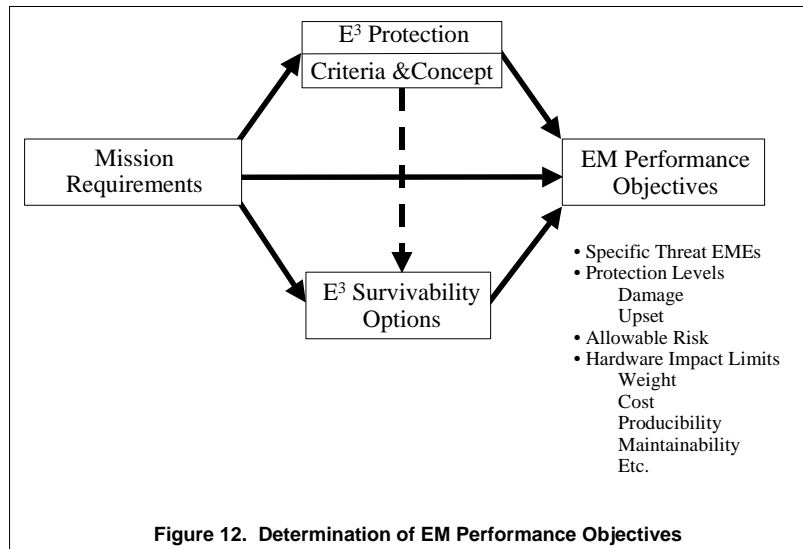 E³ Protection
Criteria &Concept
Mission
Requirements
EM Performance
Objectives
E³ Survivability
Options
• Specific Threat EMEs
• Protection Levels
Damage
Upset
• Allowable Risk
• Hardware Impact Limits
Weight
Cost
Producibility
Maintainability
Etc.
Figure 12. Determination of EM Performance Objectives